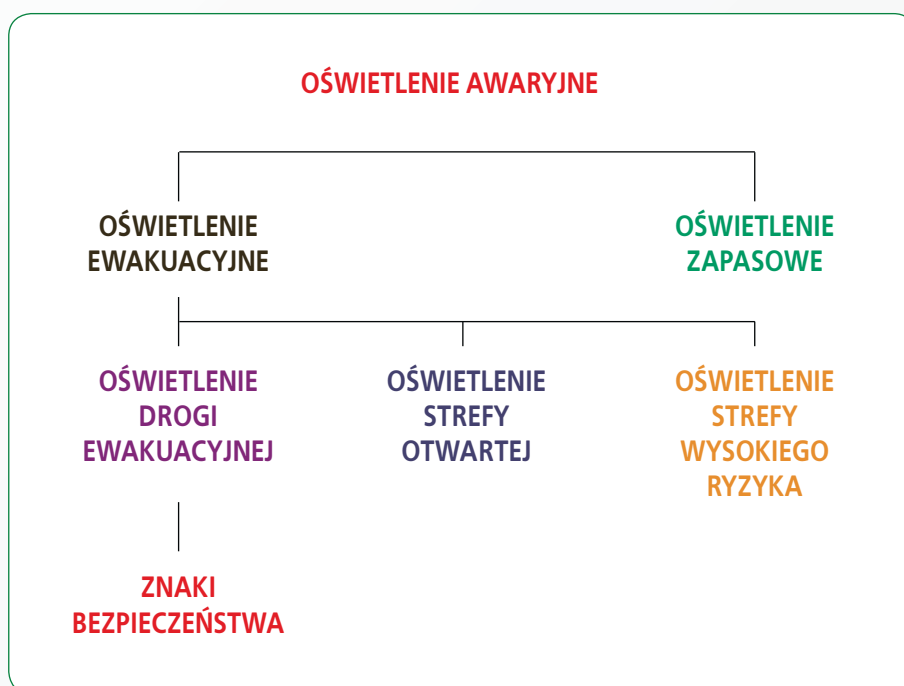 OŚWIETLENIE AWARYJNE
OŚWIETLENIE
EWAKUACYJNE
OŚWIETLENIE
ZAPASOWE
OŚWIETLENIE
DROGI
EWAKUACYJNEJ
OŚWIETLENIE
STREFY
OTWARTEJ
OŚWIETLENIE
STREFY
WYSOKIEGO
RYZYKA
ZNAKI
BEZPIECZEŃSTWA